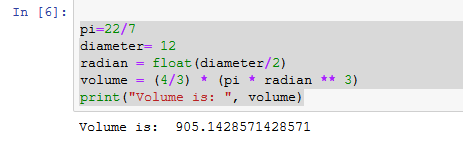 In [6]:
pi=22/7
diameter= 12
radian = float(diameter/2)
volume = (4/3) * (pi * radian ** 3)
print("Volume is: ", volume)
Volume is:  905.1428571428571